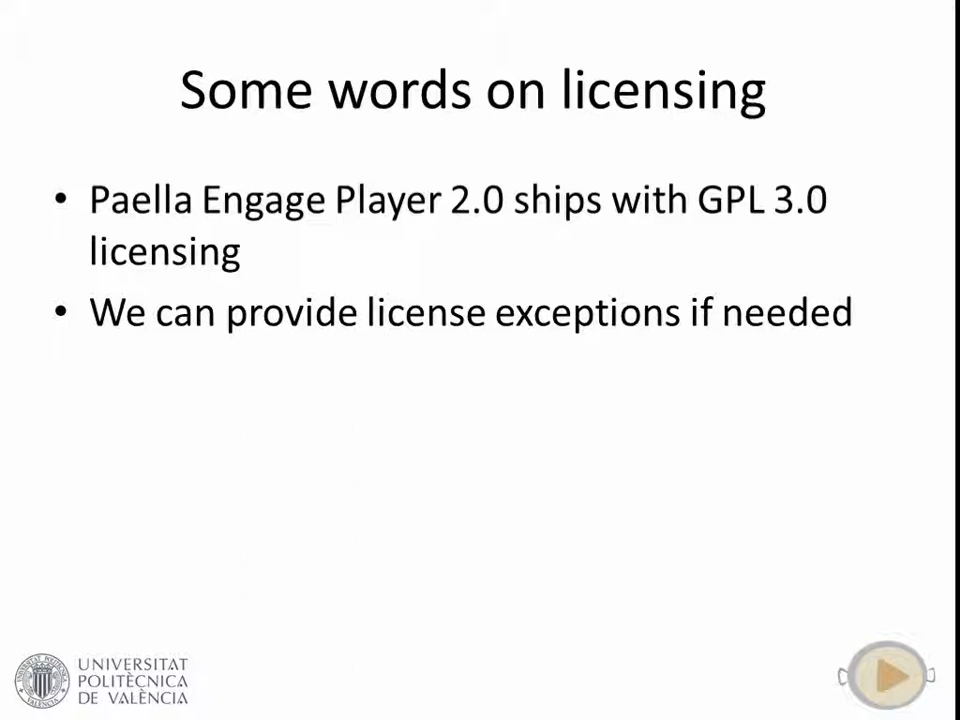 Some words on licensing
• Paella Engage Player 2.0 ships with GPL 3.0
licensing
• We can provide license exceptions if needed
UNIVERSITAT
POLITÈCNICA
DE VALÈNCIA